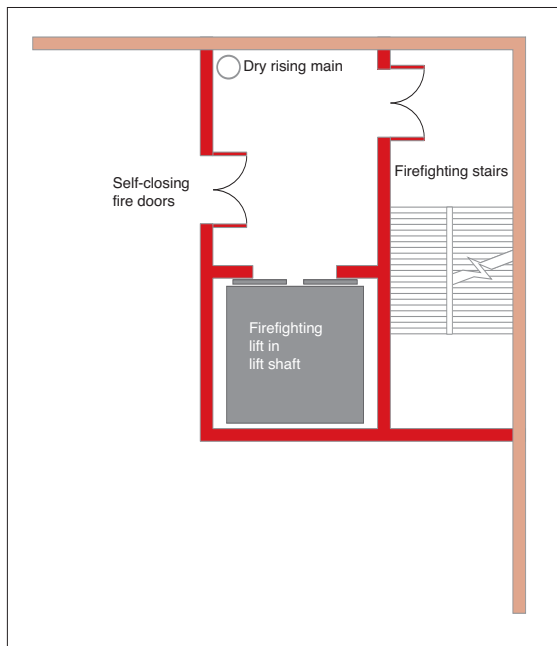 Dry rising main
Self-closing
fire doors
Firefighting stairs
Firefighting
lift in
lift shaft